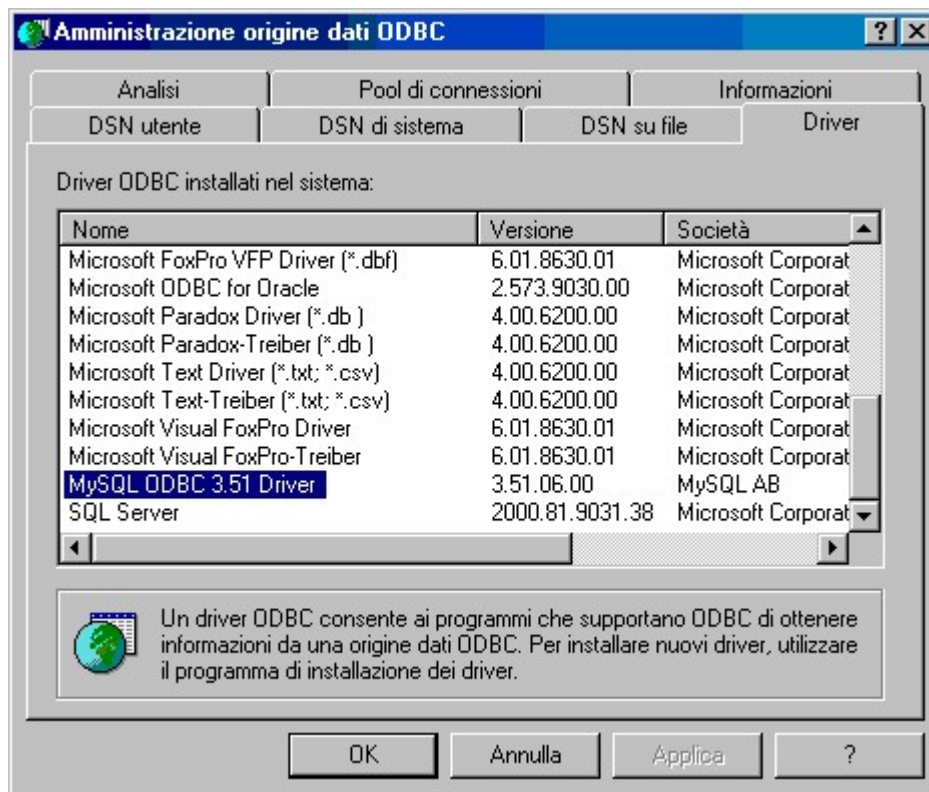 Amministrazione origine dati ODBC
Analisi Pool di connessioni Informazioni
DSN utente DSN di sistema DSN su file Driver
Driver ODBC installati nel sistema:
Nome Versione Società
Microsoft FoxPro VFP Driver (*.dbf) 6.01.8630.01 Microsoft Corporat
Microsoft ODBC for Oracle 2.573.9030.00 Microsoft Corporat
Microsoft Paradox Driver (*.db ) 4.00.6200.00 Microsoft Corporat
Microsoft Paradox-Treiber (*.db ) 4.00.6200.00 Microsoft Corporat
Microsoft Text Driver (*.txt; *.csv) 4.00.6200.00 Microsoft Corporat
Microsoft Text-Treiber (*.txt; *.csv) 4.00.6200.00 Microsoft Corporat
Microsoft Visual FoxPro Driver 6.01.8630.01 Microsoft Corporat
Microsoft Visual FoxPro-Treiber 6.01.8630.01 Microsoft Corporat
MySQL ODBC 3.51 Driver 3.51.06.00 MySQL AB
SQL Server 2000.81.9031.38 Microsoft Corporat
Un driver ODBC consente ai programmi che supportano ODBC di ottenere
informazioni da una origine dati ODBC. Per installare nuovi driver, utilizzare
il programma di installazione dei driver.
OK Annulla Applica ?